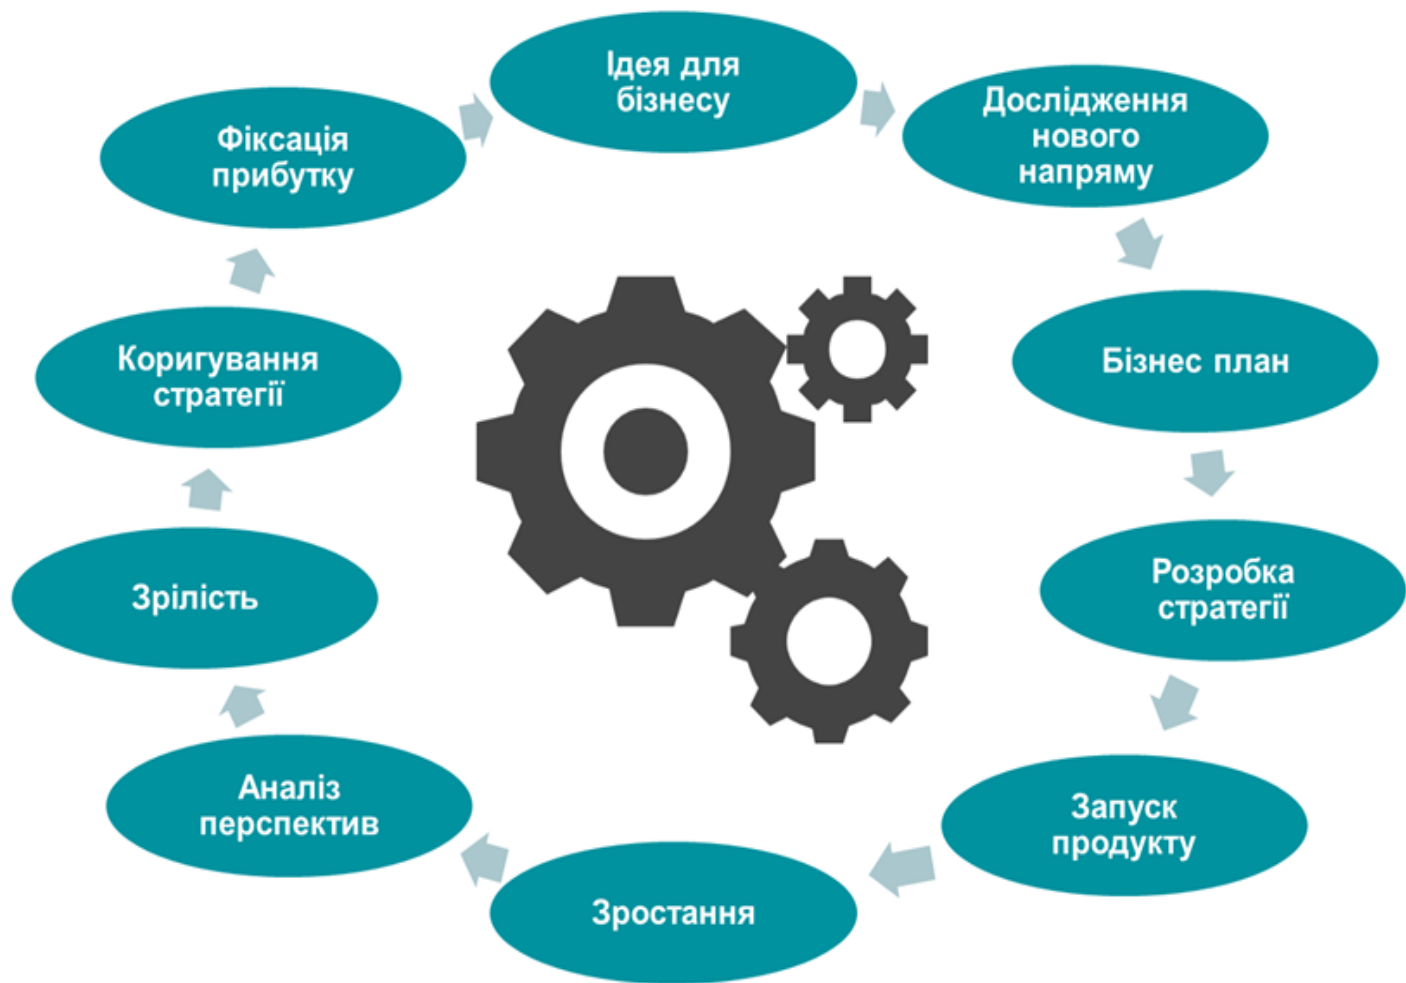 Ідея для
бізнесу
Дослідження
нового
напряму
Бізнес план
Розробка
стратегії
Запуск
продукту
Зростання
Аналіз
перспектив
Зрілість
Коригування
стратегії
Фіксація
прибутку